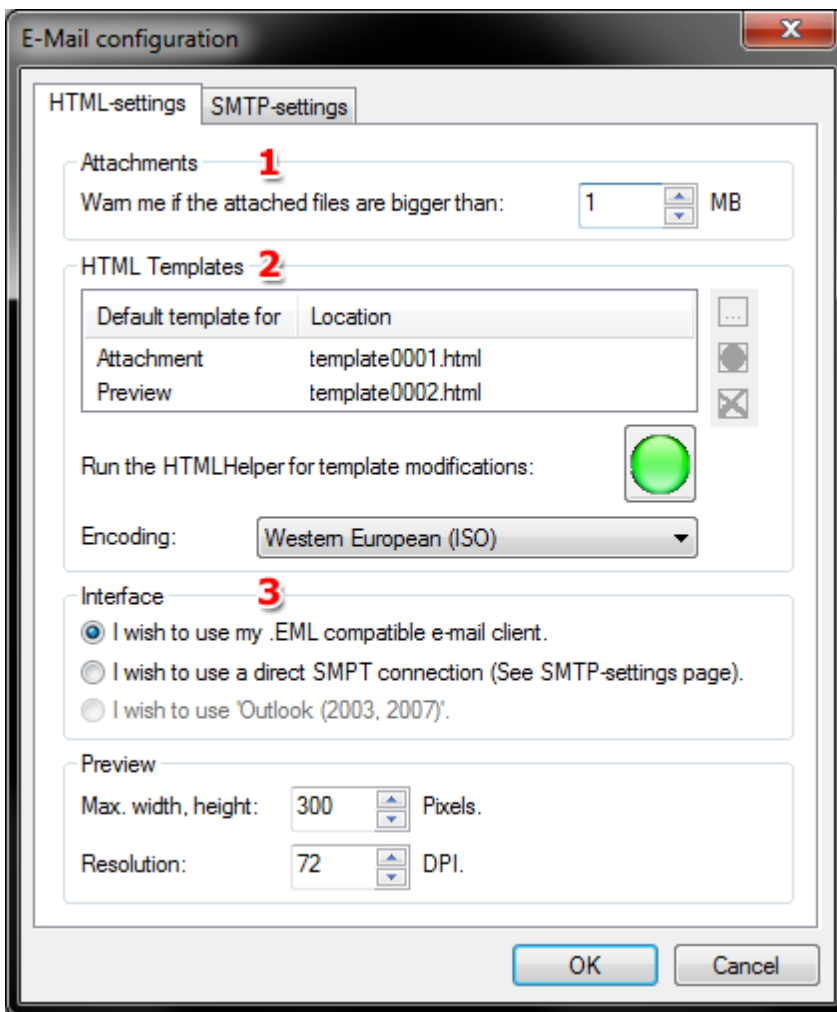 E-Mail configuration
HTML-settings SMTP-settings
Attachments 1
Warn me if the attached files are bigger than: 1 MB
HTML Templates 2
Default template for Location
Attachment template0001.html
Preview template0002.html
Run the HTMLHelper for template modifications:
Encoding: Western European (ISO)
Interface 3
I wish to use my .EML compatible e-mail client.
I wish to use a direct SMPT connection (See SMTP-settings page).
I wish to use 'Outlook (2003, 2007)'.
Preview
Max. width, height: 300 Pixels.
Resolution: 72 DPI.
OK Cancel